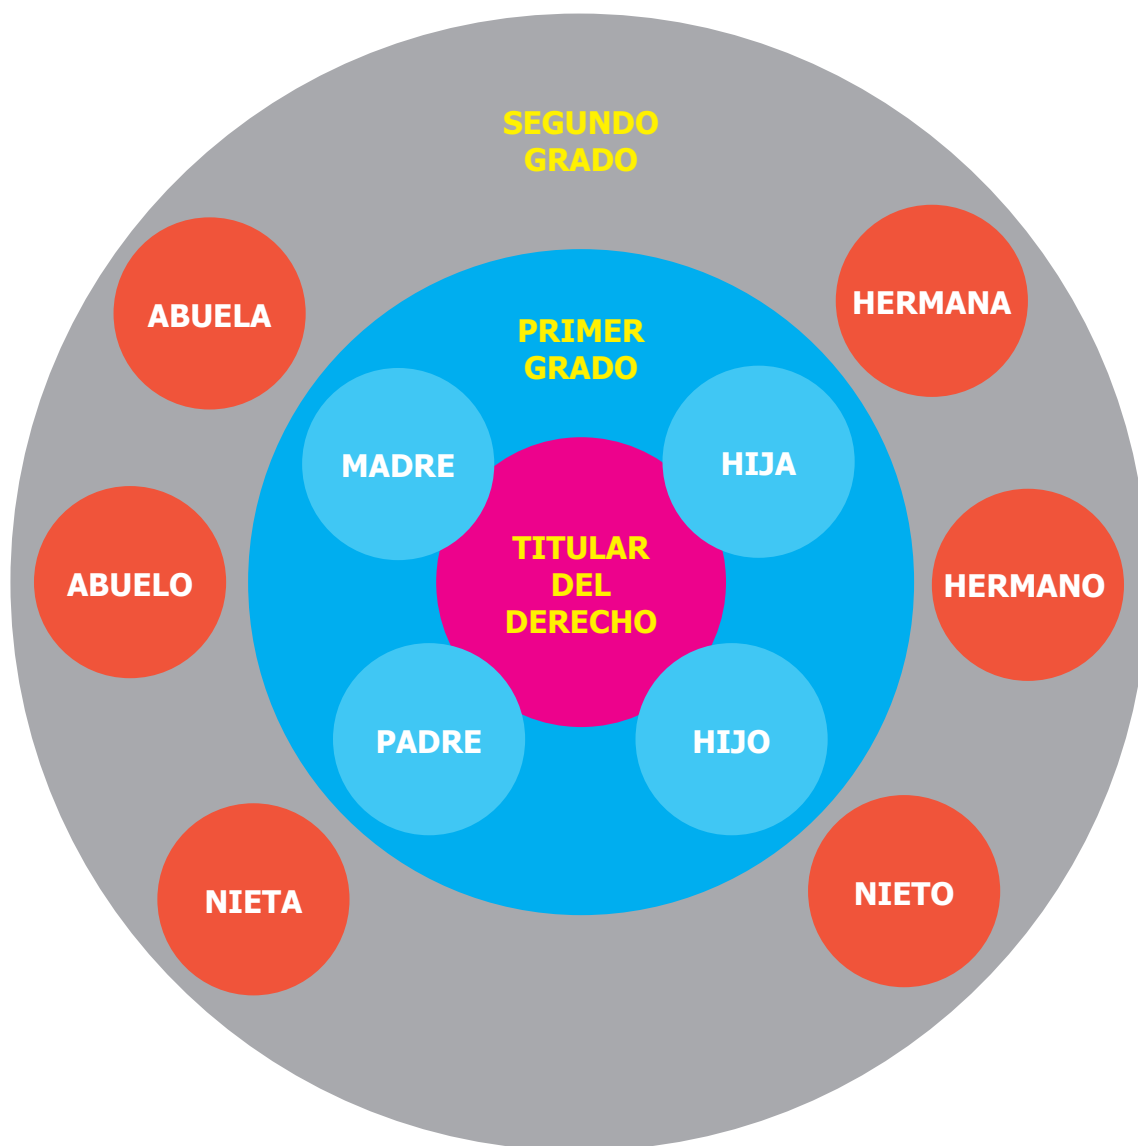 SEGUNDO
GRADO
ABUELA
HERMANA
PRIMER
GRADO
MADRE
HIJA
TITULAR
DEL
DERECHO
ABUELO
HERMANO
PADRE
HIJO
NIETA
NIETO